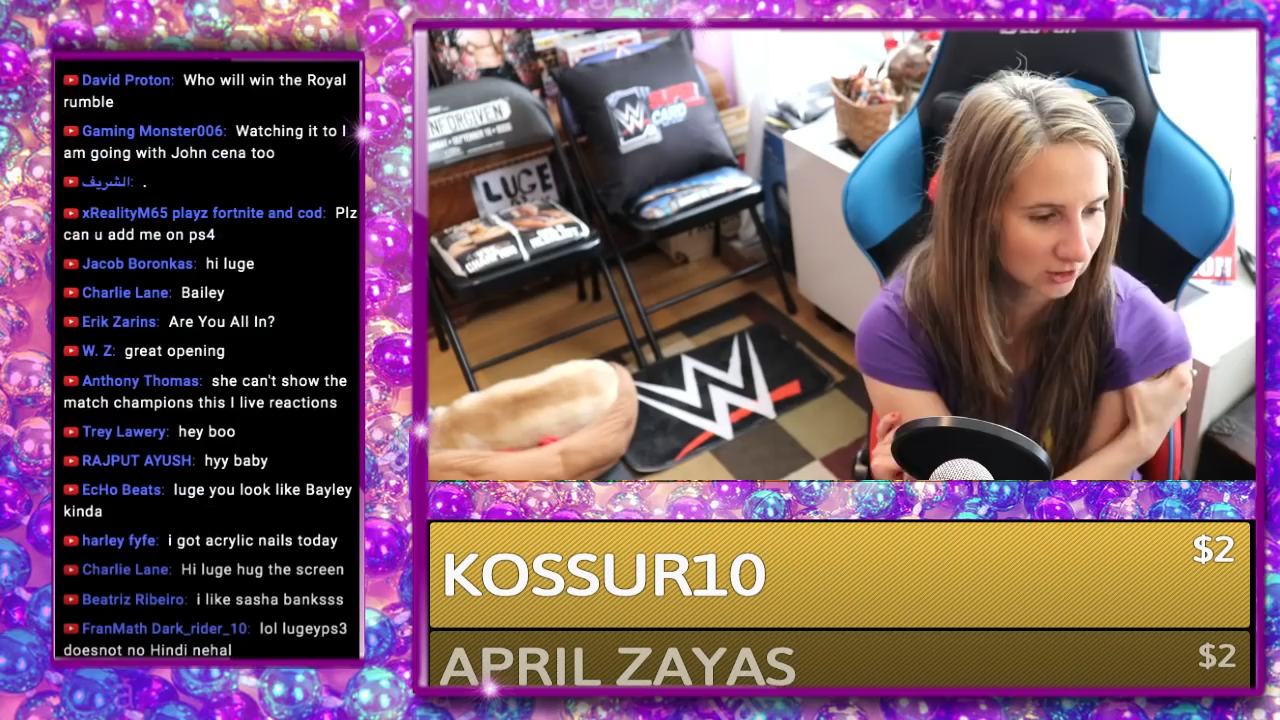 David Proton: Who will win the Royal
rumble
Gaming Monster006: Watching it to I
am going with John cena too
الشريف: .
xRealityM65 playz fortnite and cod: Plz
can u add me on ps4
Jacob Boronkas: hi luge
Charlie Lane: Bailey
Erik Zarins: Are You All In?
W. Z: great opening
Anthony Thomas: she can't show the
match champions this I live reactions
Trey Lawery: hey boo
RAJPUT AYUSH: hyy baby
EcHo Beats: luge you look like Bayley
kinda
harley fyfe: i got acrylic nails today
Charlie Lane: Hi luge hug the screen
Beatriz Ribeiro: i like sasha banksss
FranMath Dark_rider_10: lol lugeyps3
doesnot no Hindi nehal
UNFORGIVEN
LUGE
W
CARD
W
KOSSUR10
$2
APRIL ZAYAS
$2